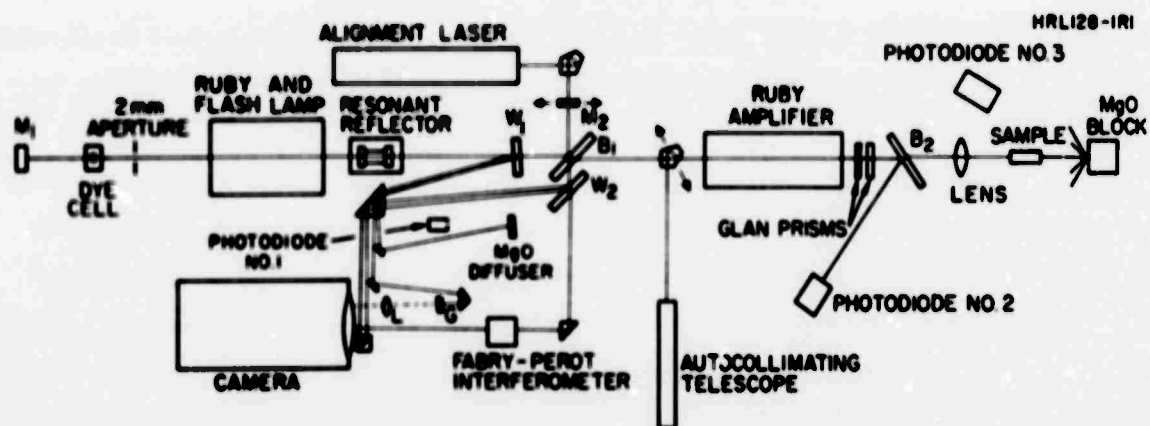 HRL128-1R1
ALIGNMENT LASER
PHOTODIODE NO.3
RUBY AND
FLASH LAMP
RESONANT
REFLECTOR
2mm
APERTURE
M1
W1
M2
B1
RUBY
AMPLIFIER
B2
SAMPLE
MgO
BLOCK
DYE
CELL
W2
LENS
GLAN PRISMS
PHOTODIODE
NO.1
MgO
DIFFUSER
PHOTODIODE NO.2
L
G
CAMERA
FABRY-PEROT
INTERFEROMETER
AUTOCOLLIMATING
TELESCOPE